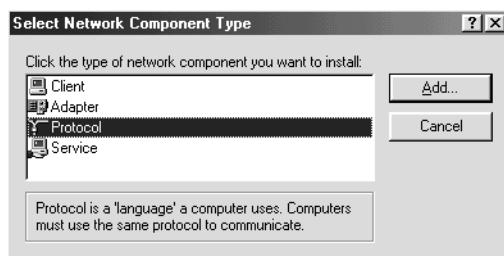 Select Network Component Type
Click the type of network component you want to install:
Client
Adapter
Protocol
Service
Add...
Cancel
Protocol is a 'language' a computer uses. Computers
must use the same protocol to communicate.